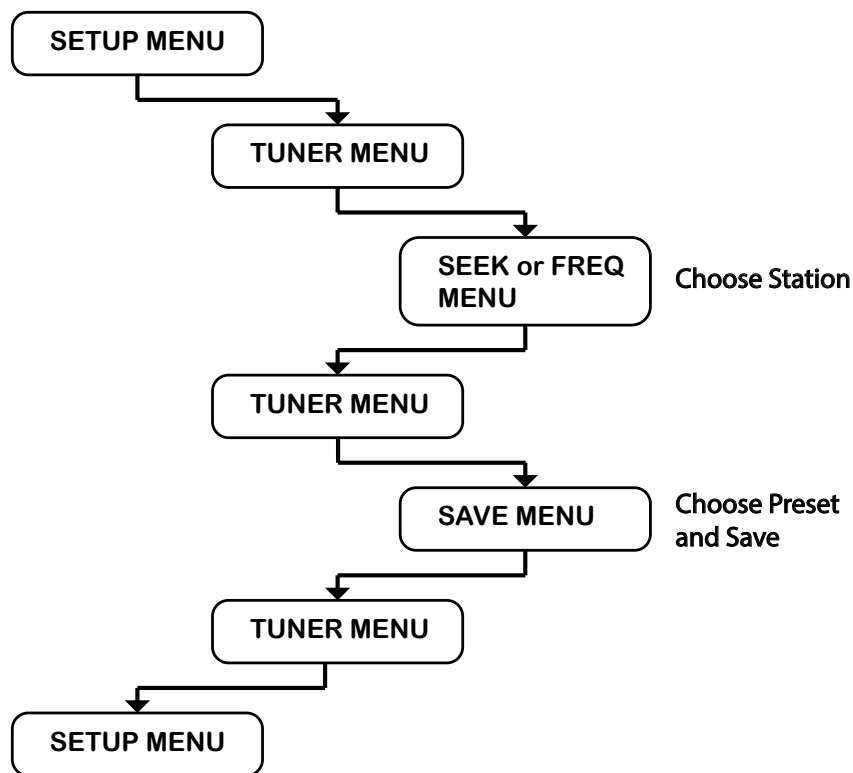 SETUP MENU
TUNER MENU
SEEK or FREQ
MENU
Choose Station
TUNER MENU
SAVE MENU
Choose Preset
and Save
TUNER MENU
SETUP MENU